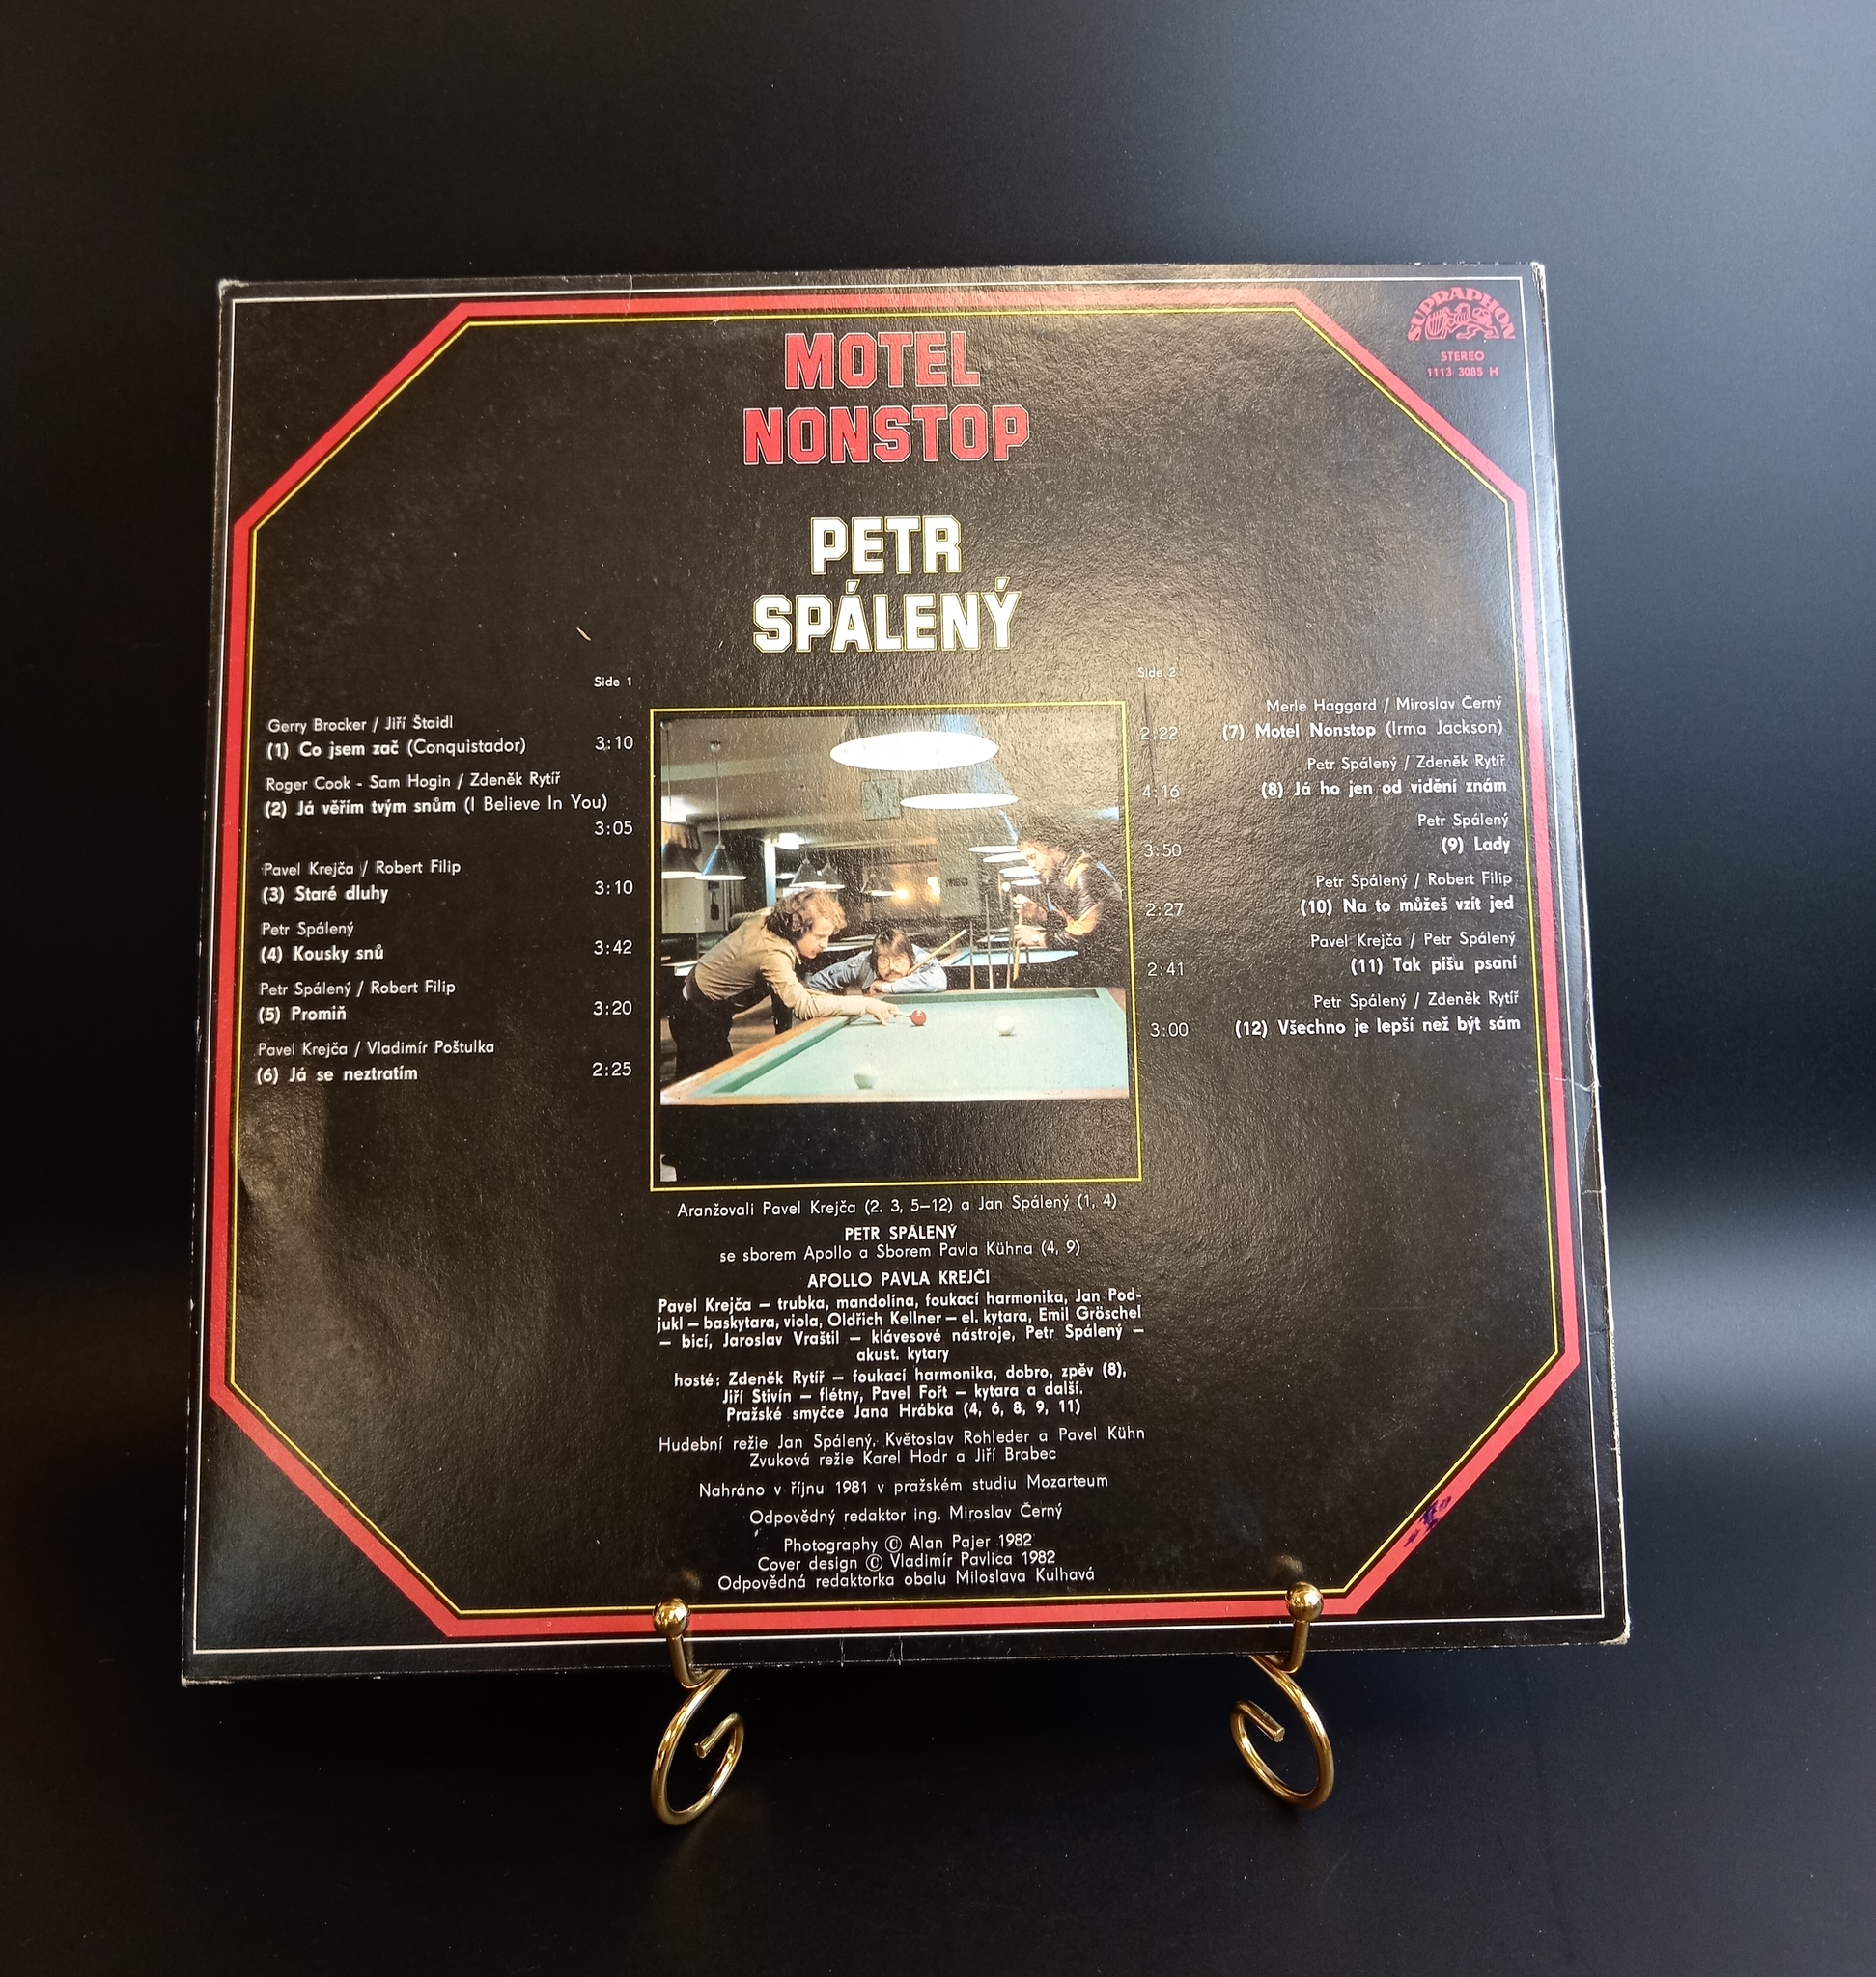 SUPRAPHON
STEREO
1113 3085 H
MOTEL
NONSTOP
PETR
SPÁLENÝ
Side 1
Gerry Brocker / Jiří Štaidl
(1) Co jsem zač (Conquistador) 3:10
Roger Cook - Sam Hogin / Zdeněk Rytíř
(2) Já věřím tvým snům (I Believe In You)
3:05
Pavel Krejča / Robert Filip
(3) Staré dluhy 3:10
Petr Spálený
(4) Kousky snů 3:42
Petr Spálený / Robert Filip
(5) Promiň 3:20
Pavel Krejča / Vladimír Poštulka
(6) Já se neztratím 2:25
Side 2
Merle Haggard / Miroslav Černý
2:22 (7) Motel Nonstop (Irma Jackson)
Petr Spálený / Zdeněk Rytíř
4:16 (8) Já ho jen od vidění znám
Petr Spálený
3:50 (9) Lady
Petr Spálený / Robert Filip
2:27 (10) Na to můžeš vzít jed
Pavel Krejča / Petr Spálený
2:41 (11) Tak píšu psaní
Petr Spálený / Zdeněk Rytíř
3:00 (12) Všechno je lepší než být sám
Aranžovali Pavel Krejča (2. 3, 5–12) a Jan Spálený (1, 4)
PETR SPÁLENÝ
se sborem Apollo a Sborem Pavla Kühna (4, 9)
APOLLO PAVLA KREJČI
Pavel Krejča – trubka, mandolína, foukací harmonika, Jan Pod-
jukl – baskytara, viola, Oldřich Kellner – el. kytara, Emil Gröschel
– bicí, Jaroslav Vraštil – klávesové nástroje, Petr Spálený –
akust. kytary
hosté: Zdeněk Rytíř – foukací harmonika, dobro, zpěv (8),
Jiří Stivín – flétny, Pavel Fořt – kytara a další.
Pražské smyčce Jana Hrábka (4, 6, 8, 9, 11)
Hudební režie Jan Spálený, Květoslav Rohleder a Pavel Kühn
Zvuková režie Karel Hodr a Jiří Brabec
Nahráno v říjnu 1981 v pražském studiu Mozarteum
Odpovědný redaktor ing. Miroslav Černý
Photography © Alan Pajer 1982
Cover design © Vladimír Pavlica 1982
Odpovědná redaktorka obalu Miloslava Kulhavá